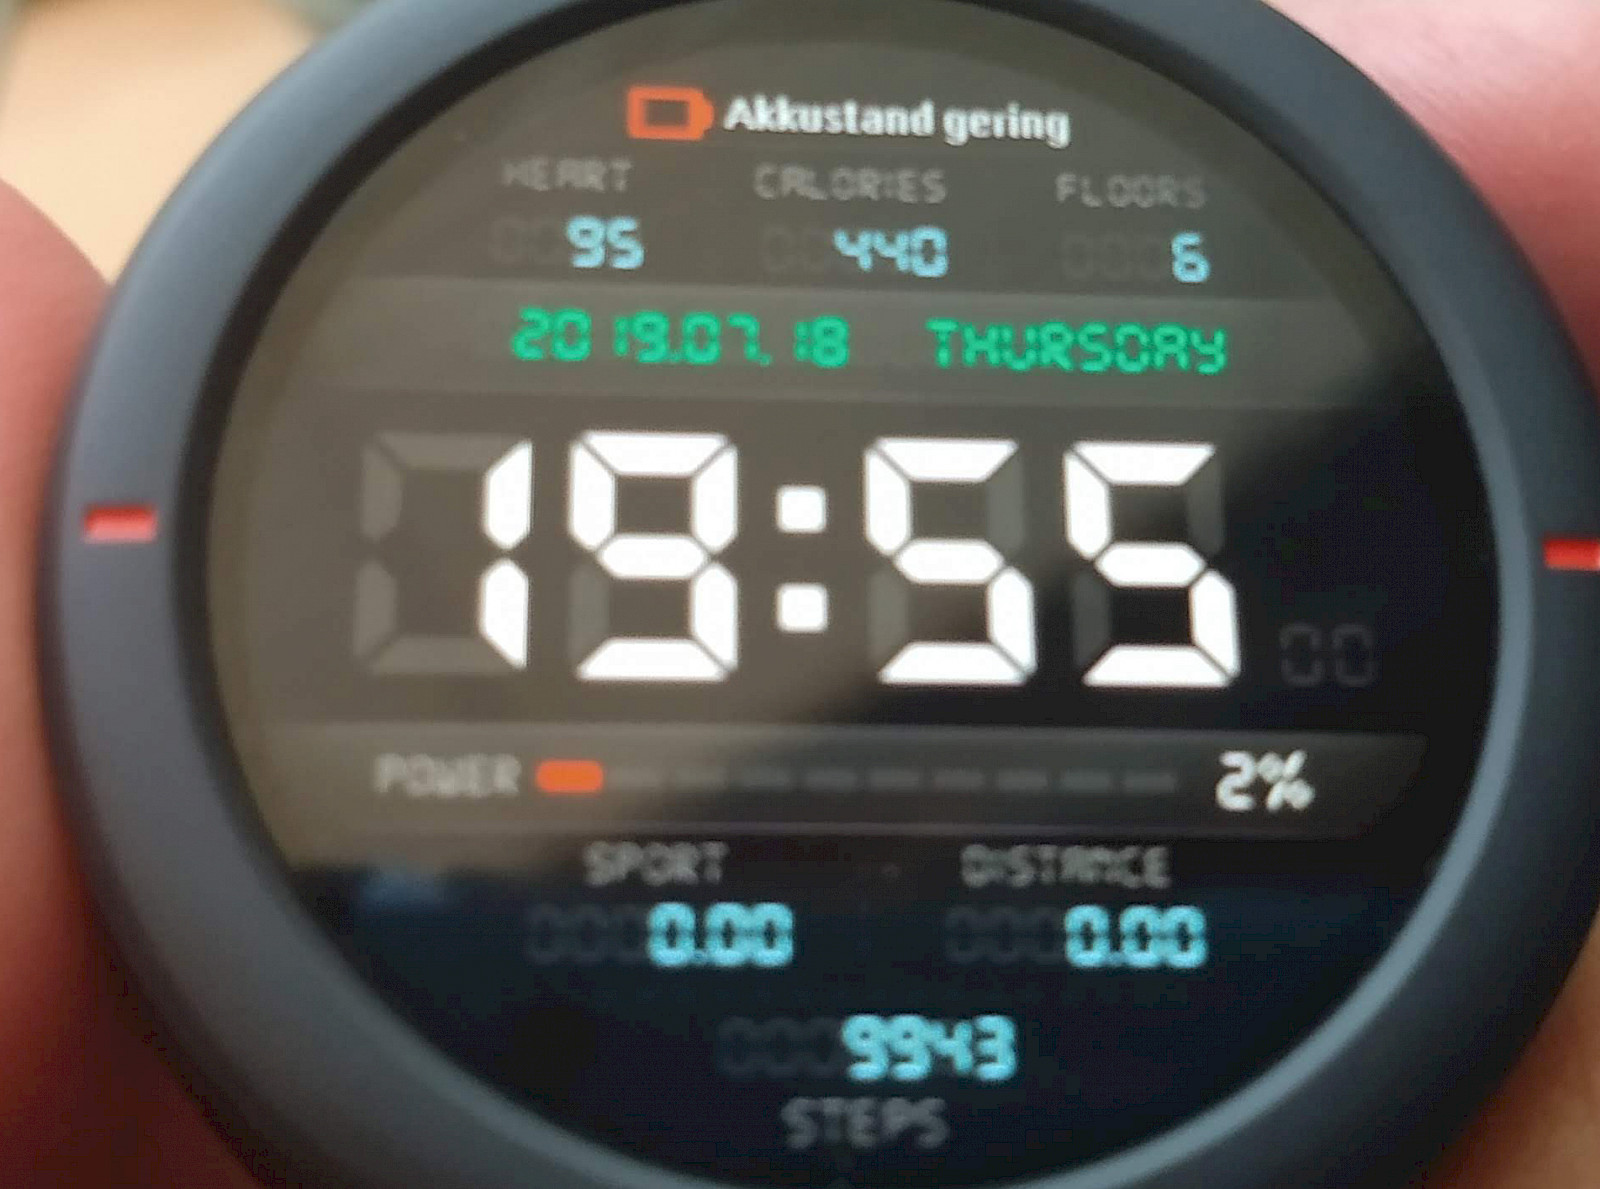 Akkustand gering
HEART CALORIES FLOORS
95 440 6
2019.07.18 THURSDAY
19:55 00
POWER 2%
SPORT DISTANCE
0.00 0.00
9943
STEPS